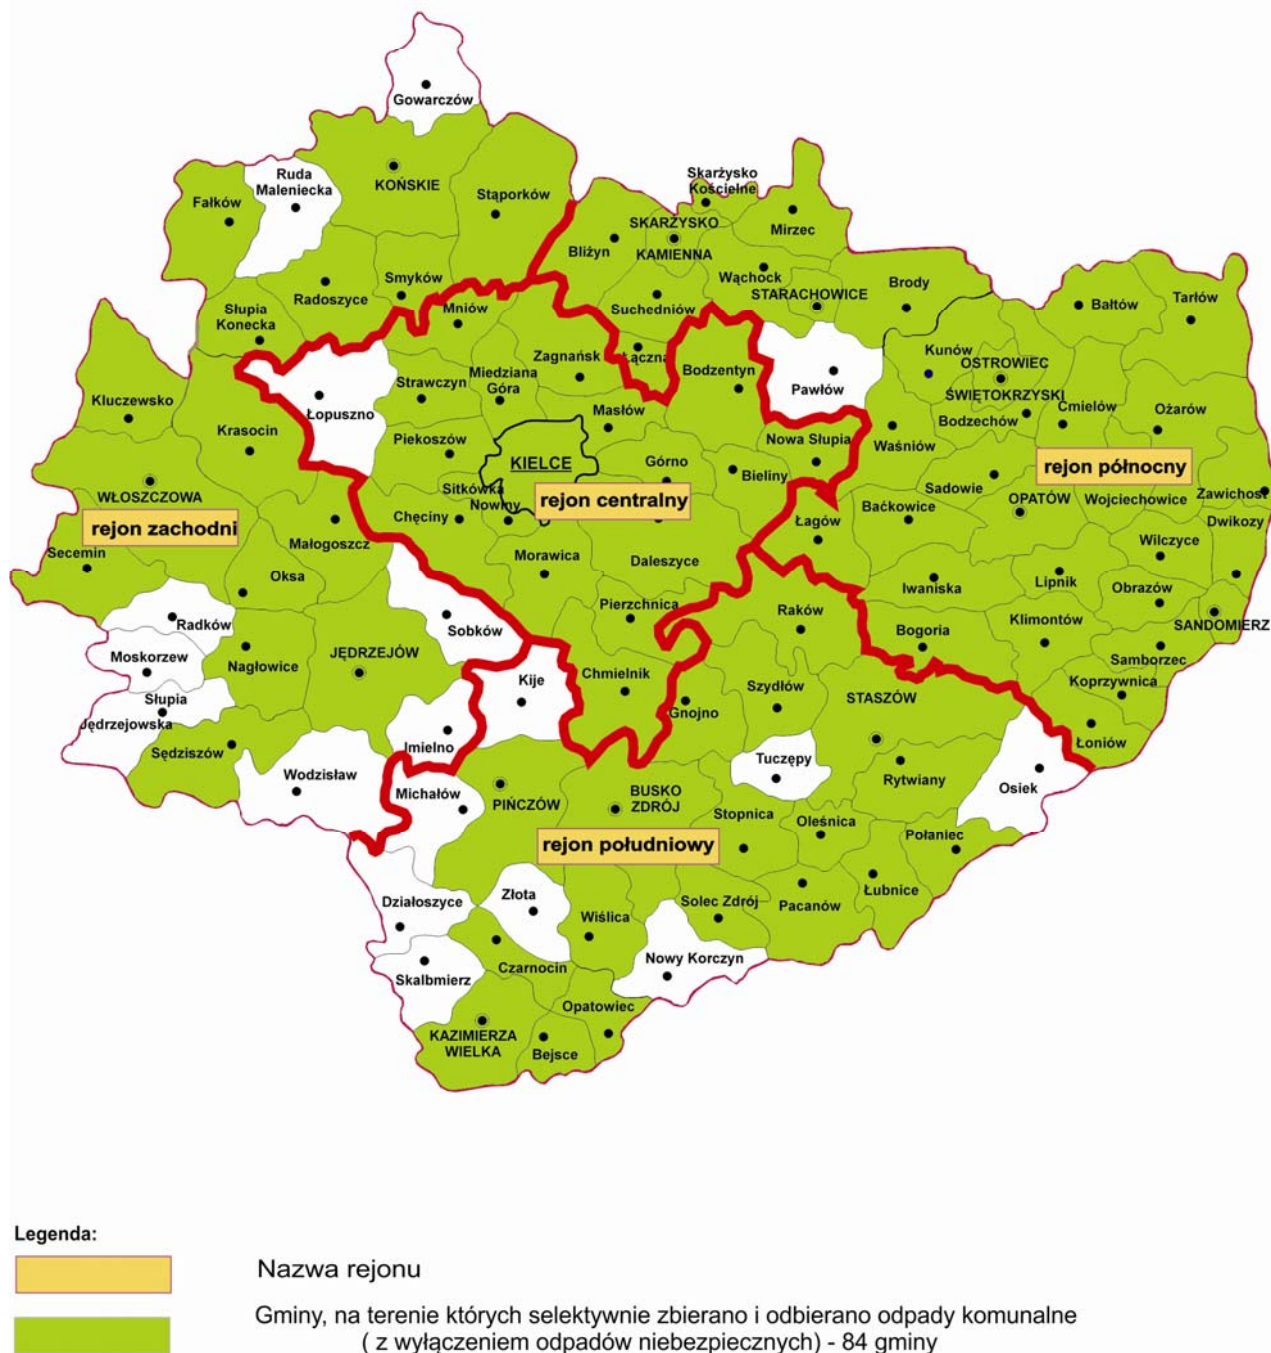 Gowarczów
Ruda
Maleniecka
KOŃSKIE
Fałków
Stąporków
Skarżysko
Kościelne
SKARŻYSKO
KAMIENNA
Bliżyn
Mirzec
Wąchock
STARACHOWICE
Brody
Bałtów
Tarłów
Radoszyce
Smyków
Słupia
Konecka
Mniów
Suchedniów
Łączna
Zagnańsk
Miedziana
Góra
Strawczyn
Bodzentyn
Pawłów
Kunów
OSTROWIEC
ŚWIĘTOKRZYSKI
Bodzechów
Cmielów
Ożarów
Kluczewsko
Łopuszno
Krasocin
Piekoszów
Masłów
KIELCE
Górno
Nowa Słupia
Bieliny
Waśniów
rejon północny
Sadowie
OPATÓW
Wojciechowice
Zawichost
Dwikozy
WŁOSZCZOWA
rejon zachodni
Sitkówka
Nowiny
rejon centralny
Chęciny
Małogoszcz
Łagów
Baćkowice
Wilczyce
Secemin
Oksa
Morawica
Daleszyce
Iwaniska
Lipnik
Obrazów
Pierzchnica
Raków
Klimontów
SANDOMIERZ
Radków
Sobków
Bogoria
Samborzec
Moskorzew
Nagłowice
JĘDRZEJÓW
Kije
Chmielnik
Szydłów
STASZÓW
Koprzywnica
Słupia
Jędrzejowska
Gnojno
Łoniów
Sędziszów
Imielno
Tuczępy
Rytwiany
Osiek
Wodzisław
Michałów
PIŃCZÓW
BUSKO
ZDRÓJ
Stopnica
Oleśnica
Połaniec
rejon południowy
Łubnice
Działoszyce
Złota
Wiślica
Solec Zdrój
Pacanów
Skalbmierz
Czarnocin
Nowy Korczyn
Opatowiec
KAZIMIERZA
WIELKA
Bejsce
Legenda:
Nazwa rejonu
Gminy, na terenie których selektywnie zbierano i odbierano odpady komunalne
( z wyłączeniem odpadów niebezpiecznych) - 84 gminy